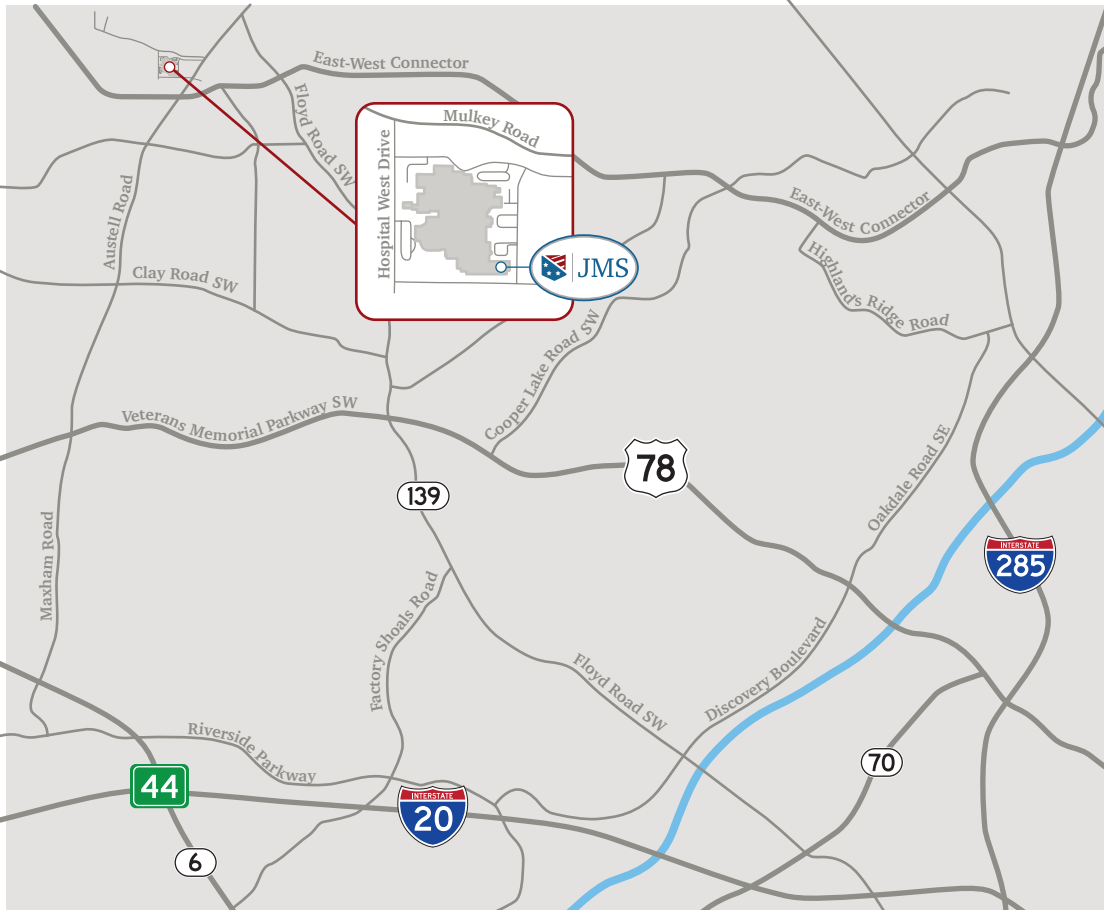 East-West Connector
Floyd Road SW
Mulkey Road
Hospital West Drive
JMS
Austell Road
Clay Road SW
East-West Connector
Highland's Ridge Road
Cooper Lake Road SW
Veterans Memorial Parkway SW
78
139
Oakdale Road SE
INTERSTATE
285
Maxham Road
Factory Shoals Road
Floyd Road SW
Discovery Boulevard
Riverside Parkway
70
44
INTERSTATE
20
6